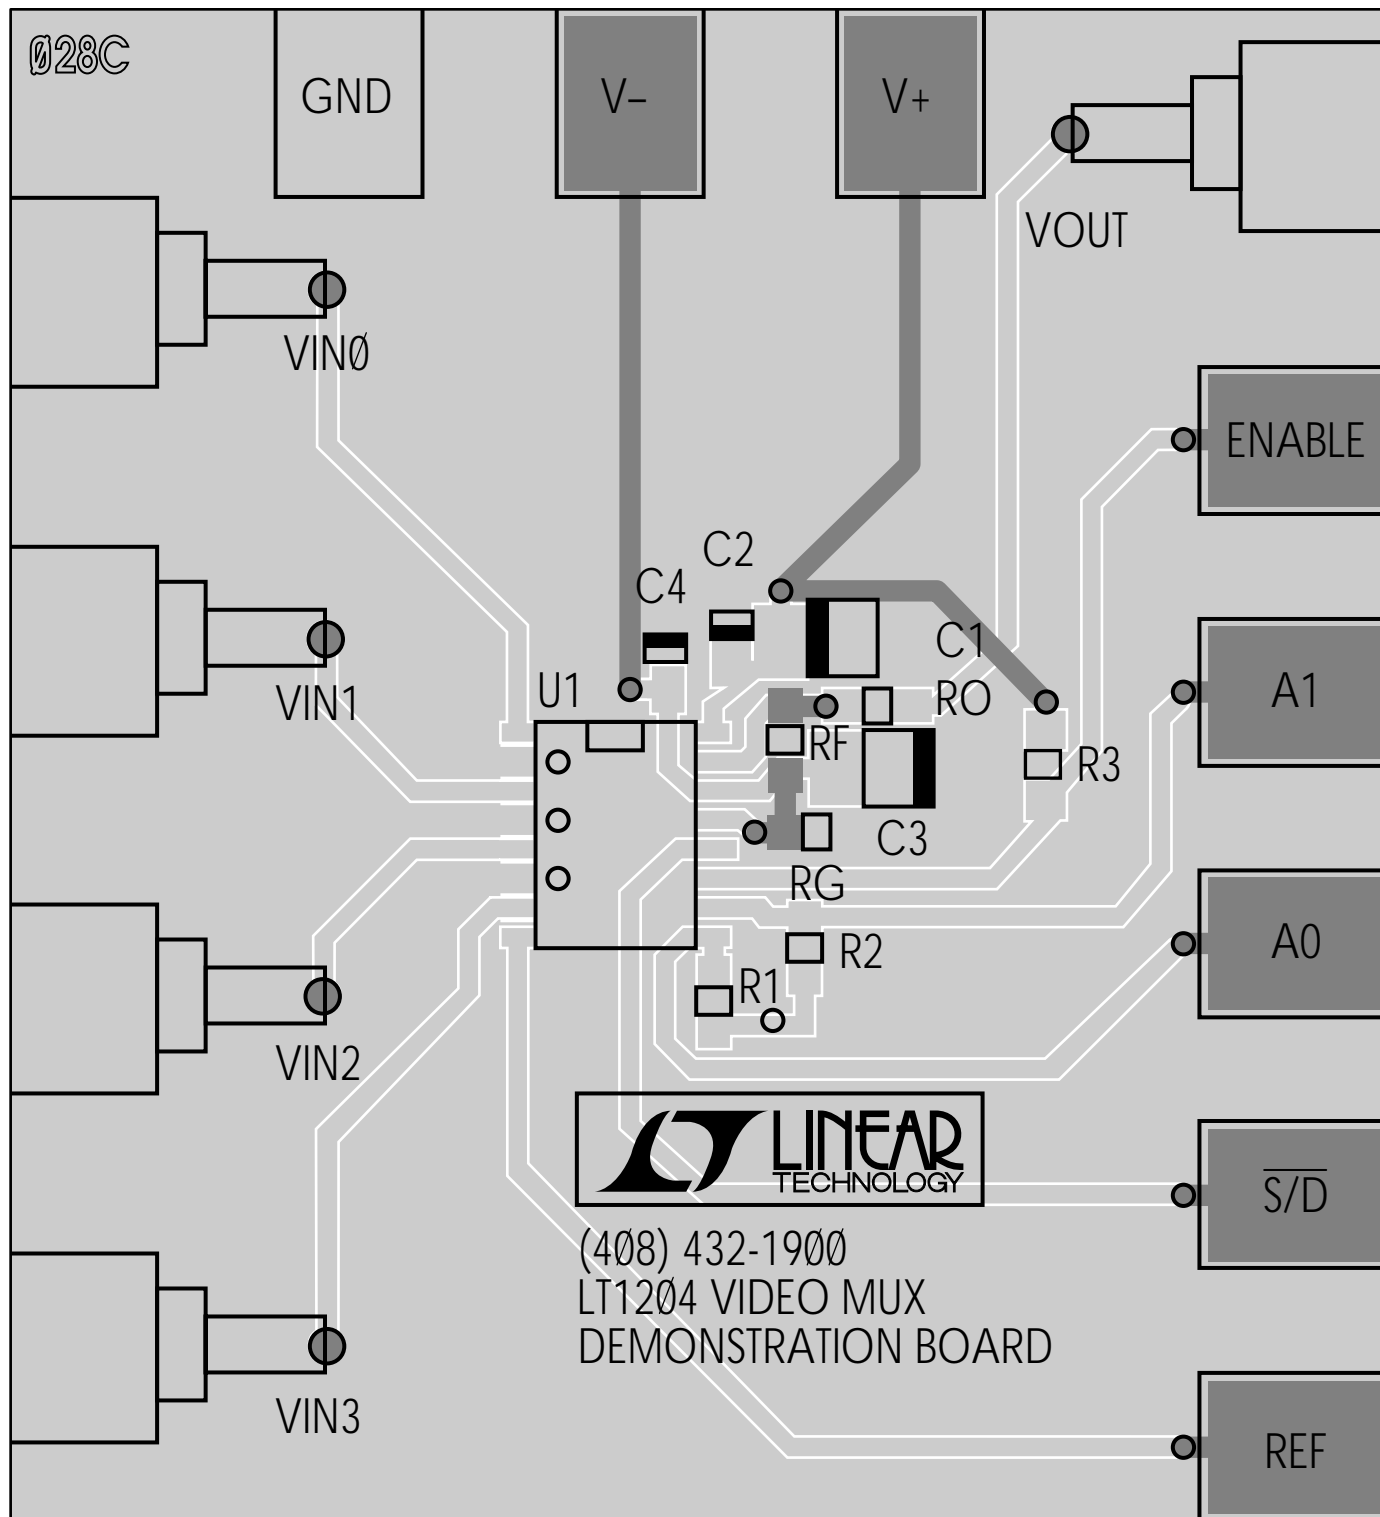 Ø28C
GND
V-
V+
VOUT
VINØ
ENABLE
C2
C4
C1
A1
U1
VIN1
RO
RF
R3
C3
RG
A0
R2
R1
VIN2
LINEAR
TECHNOLOGY
S/D
(4Ø8) 432-19ØØ
LT12Ø4 VIDEO MUX
DEMONSTRATION BOARD
VIN3
REF